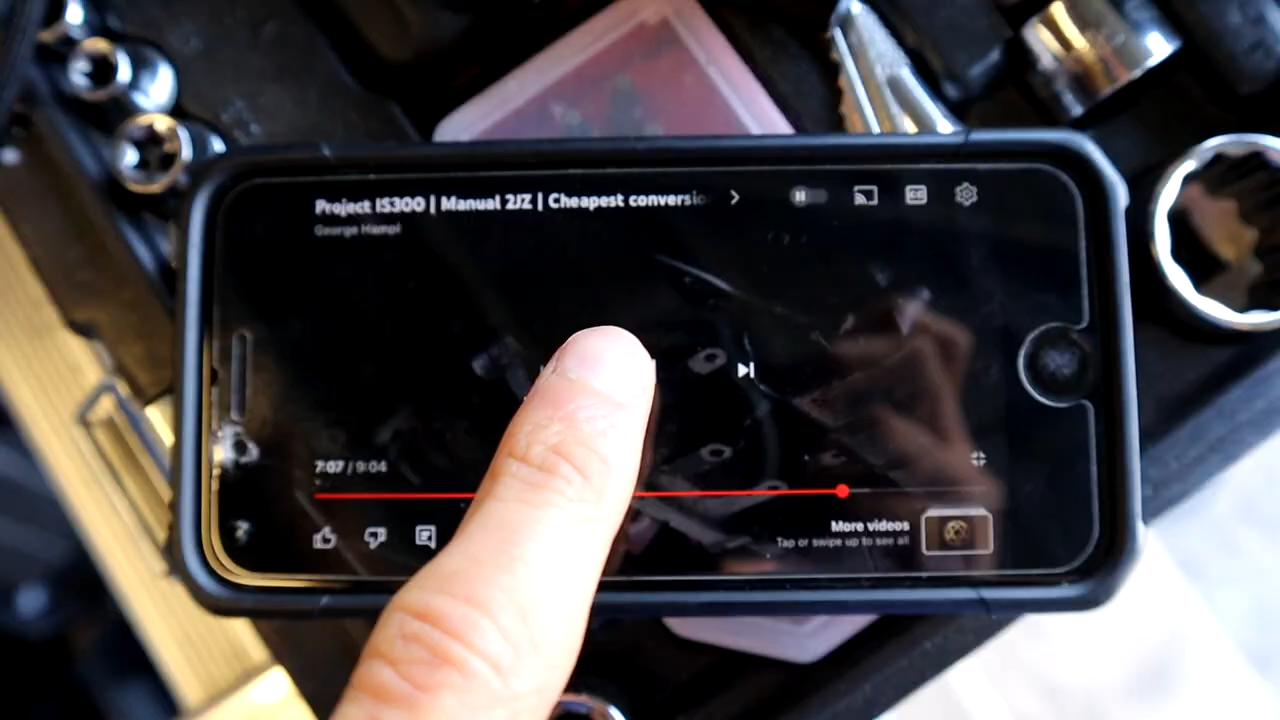 Project IS300 | Manual 2JZ | Cheapest conversio
George Hampl
7:07 / 9:04
More videos
Tap or swipe up to see all
CC